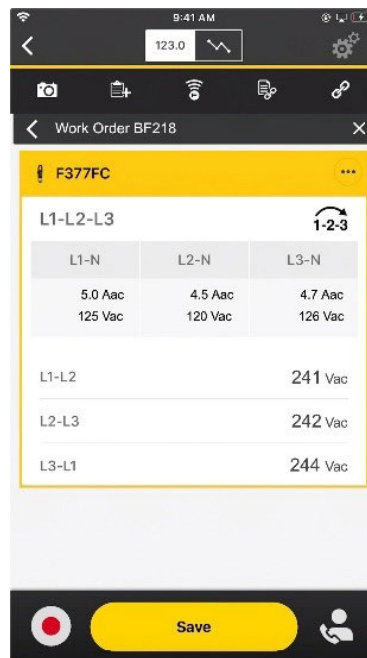 9:41 AM
123.0
Work Order BF218
F377FC
L1-L2-L3
1-2-3
L1-N L2-N L3-N
5.0 Aac 4.5 Aac 4.7 Aac
125 Vac 120 Vac 126 Vac
L1-L2 241 Vac
L2-L3 242 Vac
L3-L1 244 Vac
Save